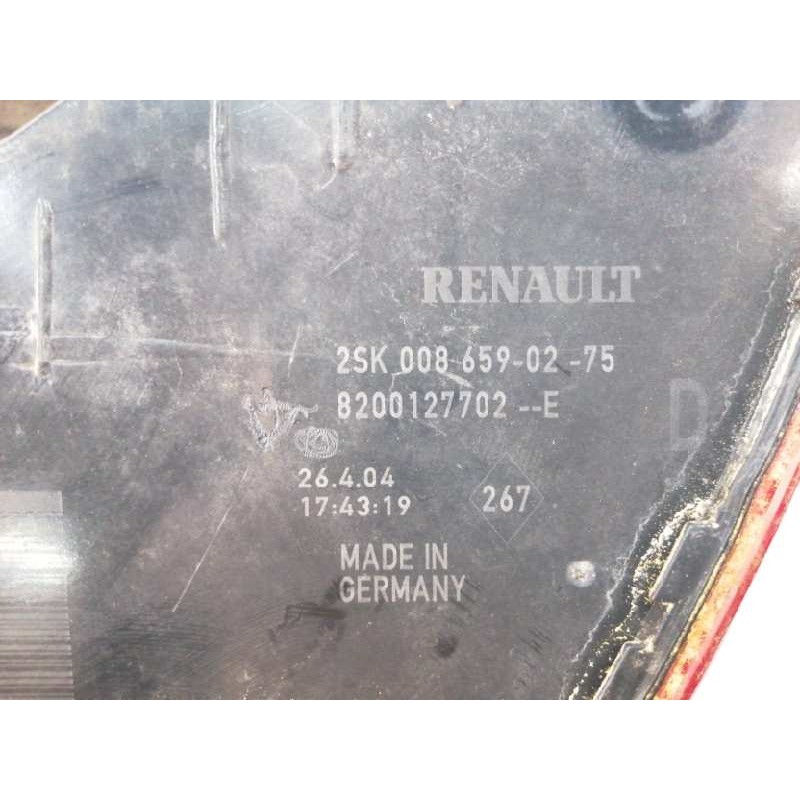 RENAULT
2SK 008 659-02-75
8200127702--E
D
26.4.04
17:43:19
267
MADE IN
GERMANY